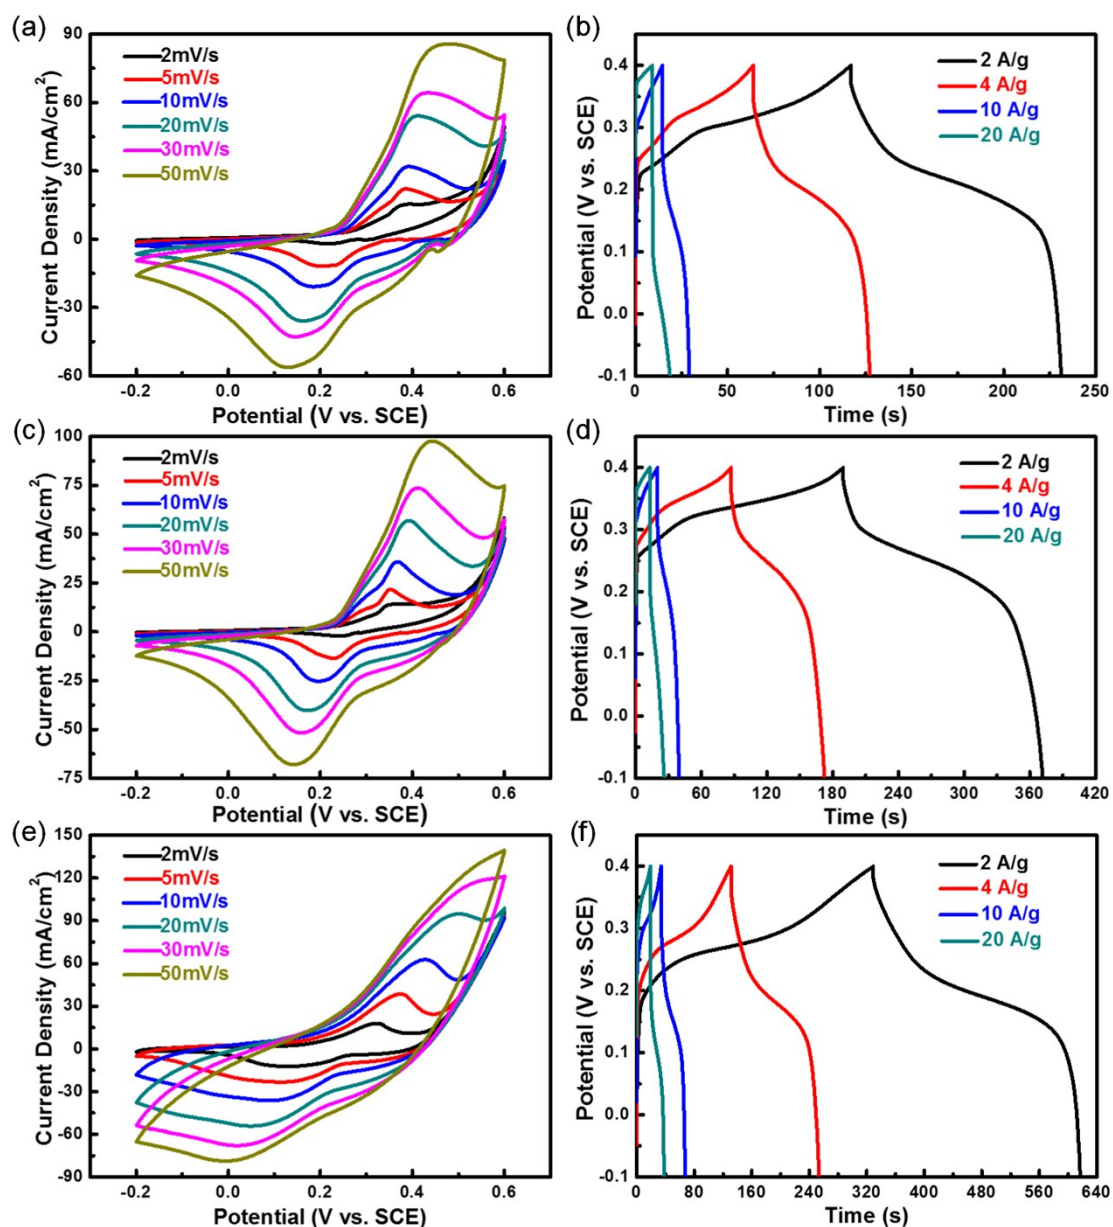 (a)
90
60
30
0
-30
-60
Current Density (mA/cm²)
2mV/s
5mV/s
10mV/s
20mV/s
30mV/s
50mV/s
-0.2 0.0 0.2 0.4 0.6
Potential (V vs. SCE)
(b)
0.4
0.3
0.2
0.1
0.0
-0.1
Potential (V vs. SCE)
2 A/g
4 A/g
10 A/g
20 A/g
0 50 100 150 200 250
Time (s)
(c)
100
75
50
25
0
-25
-50
-75
Current Density (mA/cm²)
2mV/s
5mV/s
10mV/s
20mV/s
30mV/s
50mV/s
-0.2 0.0 0.2 0.4 0.6
Potential (V vs. SCE)
(d)
0.4
0.3
0.2
0.1
0.0
-0.1
Potential (V vs. SCE)
2 A/g
4 A/g
10 A/g
20 A/g
0 60 120 180 240 300 360 420
Time (s)
(e)
150
120
90
60
30
0
-30
-60
-90
Current Density (mA/cm²)
2mV/s
5mV/s
10mV/s
20mV/s
30mV/s
50mV/s
-0.2 0.0 0.2 0.4 0.6
Potential (V vs. SCE)
(f)
0.4
0.3
0.2
0.1
0.0
-0.1
Potential (V vs. SCE)
2 A/g
4 A/g
10 A/g
20 A/g
0 80 160 240 320 400 480 560 640
Time (s)